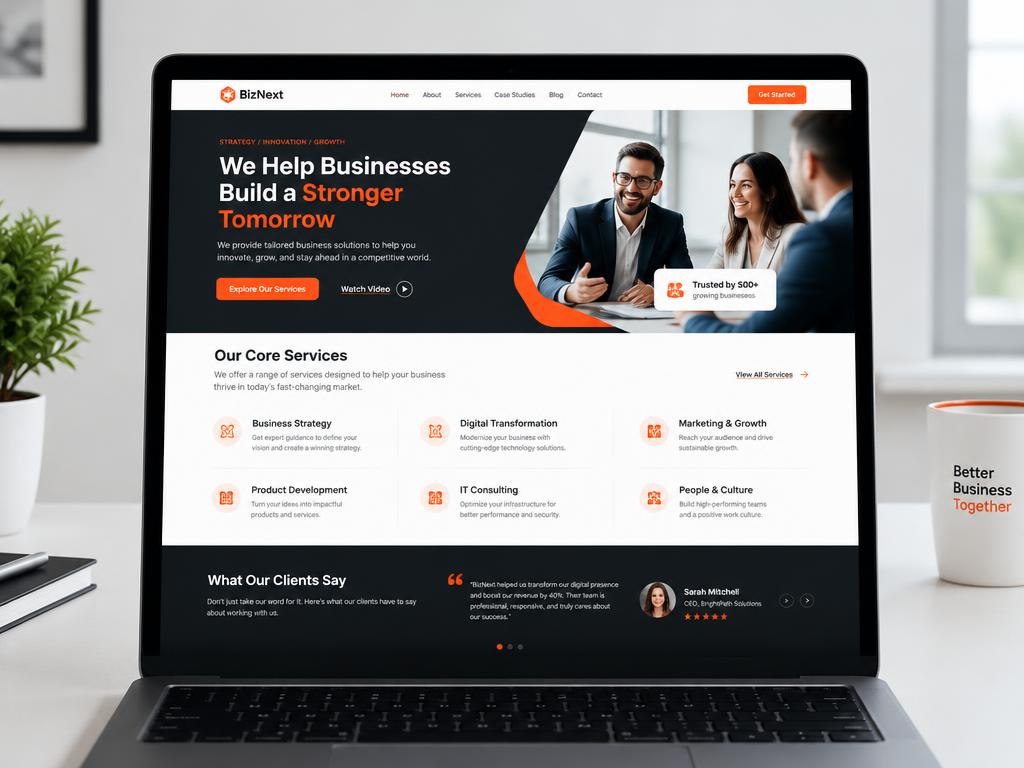 BizNext
Home About Services Case Studies Blog Contact
Get Started
STRATEGY / INNOVATION / GROWTH
We Help Businesses
Build a Stronger
Tomorrow
We provide tailored business solutions to help you
innovate, grow, and stay ahead in a competitive world.
Explore Our Services
Watch Video
Trusted by 500+
growing businesses
Our Core Services
We offer a range of services designed to help your business
thrive in today's fast-changing market.
View All Services
Business Strategy
Get expert guidance to define your
vision and create a winning strategy.
Digital Transformation
Modernize your business with
cutting-edge technology solutions.
Marketing & Growth
Reach your audience and drive
sustainable growth.
Product Development
Turn your ideas into impactful
products and services.
IT Consulting
Optimize your infrastructure for
better performance and security.
People & Culture
Build high-performing teams
and a positive work culture.
What Our Clients Say
Don't just take our word for it. Here's what our clients have to say
about working with us.
"BizNext helped us transform our digital presence
and boost our revenue by 40%. Their team is
professional, responsive, and truly cares about
our success."
Sarah Mitchell
CEO, BrightPath Solutions
Better
Business
Together